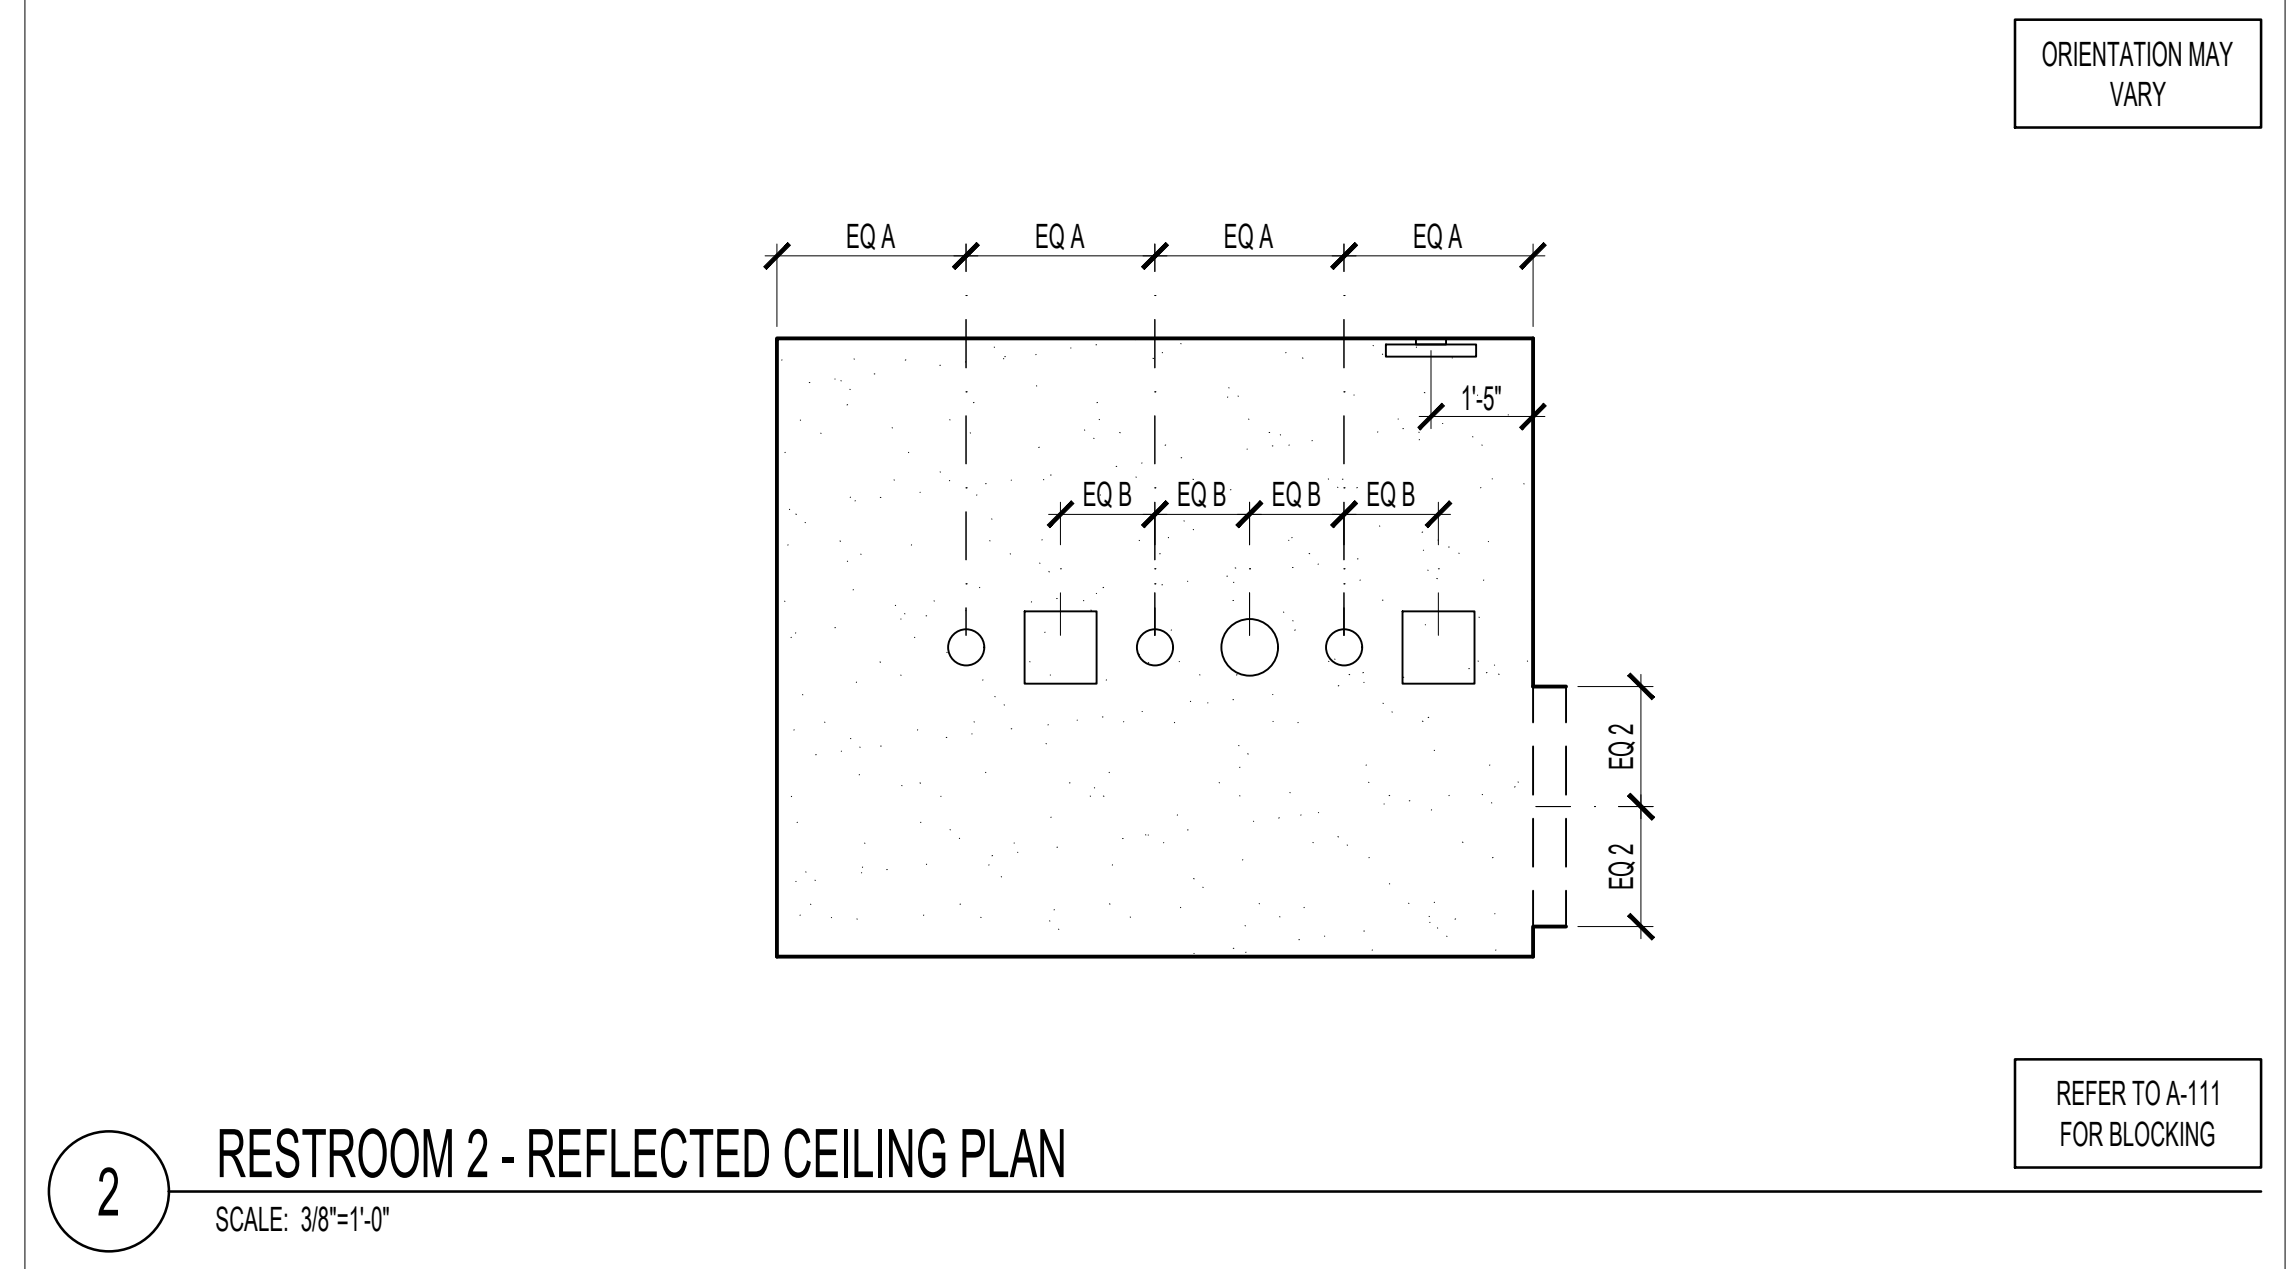 ORIENTATION MAY
VARY
EQ A
EQ A
EQ A
EQ A
1'-5"
EQ B
EQ B
EQ B
EQ B
EQ 2
EQ 2
REFER TO A-111
FOR BLOCKING
2
RESTROOM 2 - REFLECTED CEILING PLAN
SCALE: 3/8"=1'-0"